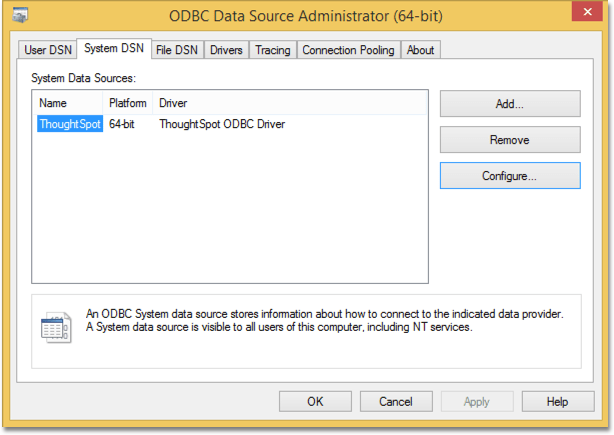 ODBC Data Source Administrator (64-bit)
User DSN System DSN File DSN Drivers Tracing Connection Pooling About
System Data Sources:
Name Platform Driver
ThoughtSpot 64-bit ThoughtSpot ODBC Driver
Add...
Remove
Configure...
An ODBC System data source stores information about how to connect to the indicated data provider.
A System data source is visible to all users of this computer, including NT services.
OK Cancel Apply Help